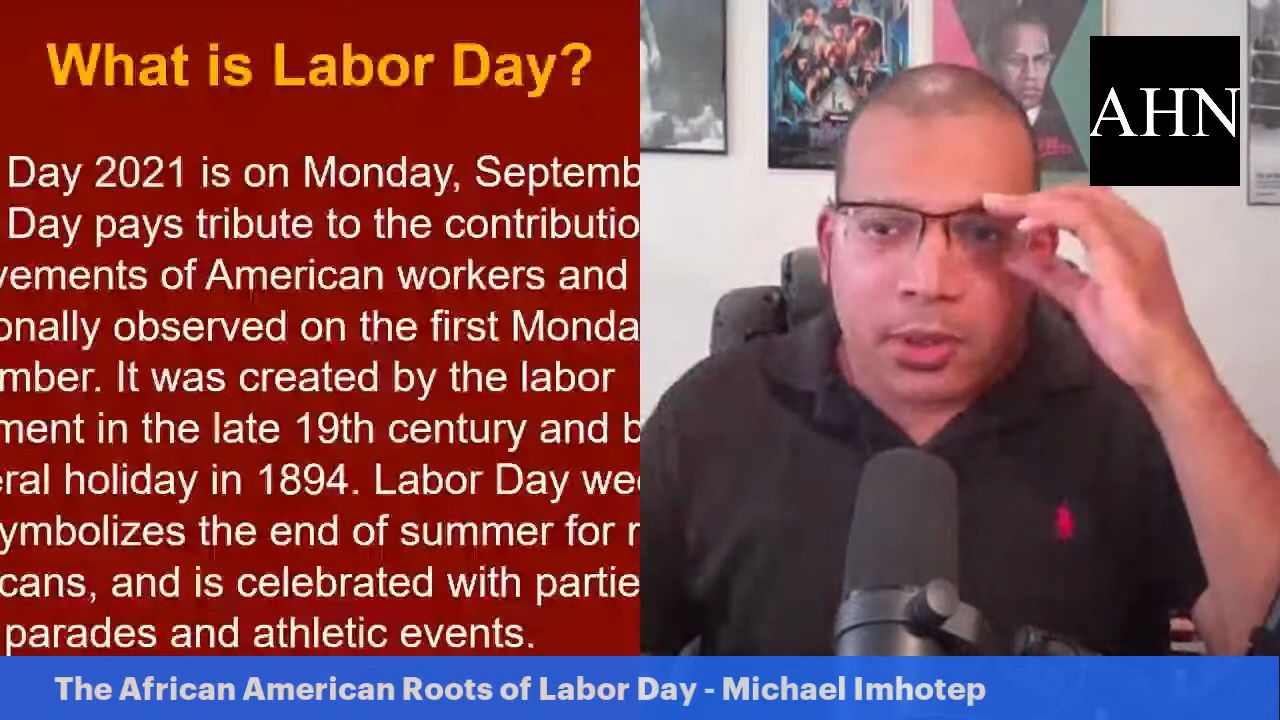 What is Labor Day?
Day 2021 is on Monday, Septemb
Day pays tribute to the contributio
vements of American workers and
onally observed on the first Monda
mber. It was created by the labor
ment in the late 19th century and b
eral holiday in 1894. Labor Day we
ymbolizes the end of summer for
cans, and is celebrated with partie
parades and athletic events.
AHN
The African American Roots of Labor Day - Michael Imhotep